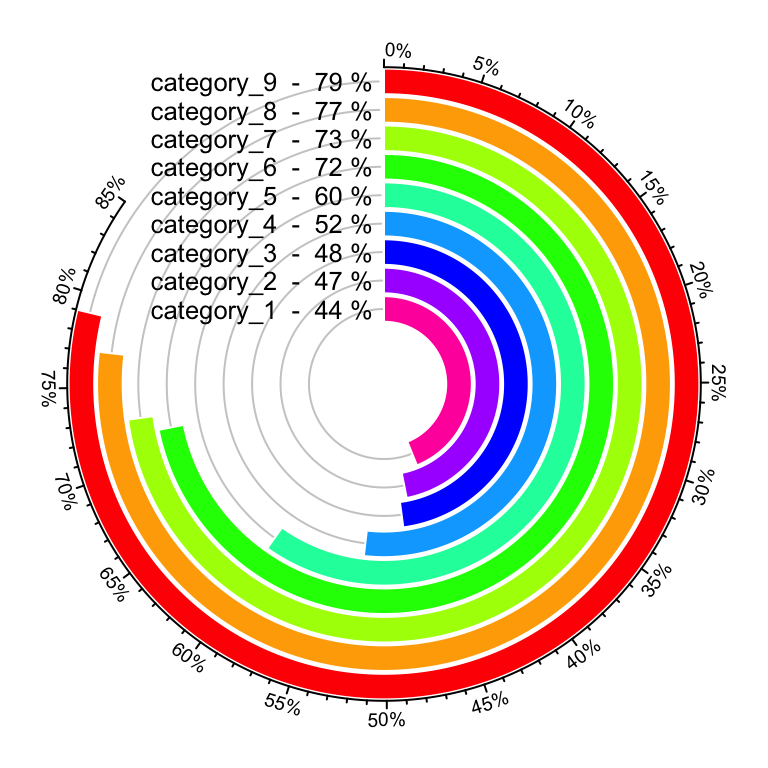 category_9 - 79 %
category_8 - 77 %
category_7 - 73 %
category_6 - 72 %
category_5 - 60 %
category_4 - 52 %
category_3 - 48 %
category_2 - 47 %
category_1 - 44 %
0%
5%
10%
15%
20%
25%
30%
35%
40%
45%
50%
55%
60%
65%
70%
75%
80%
85%